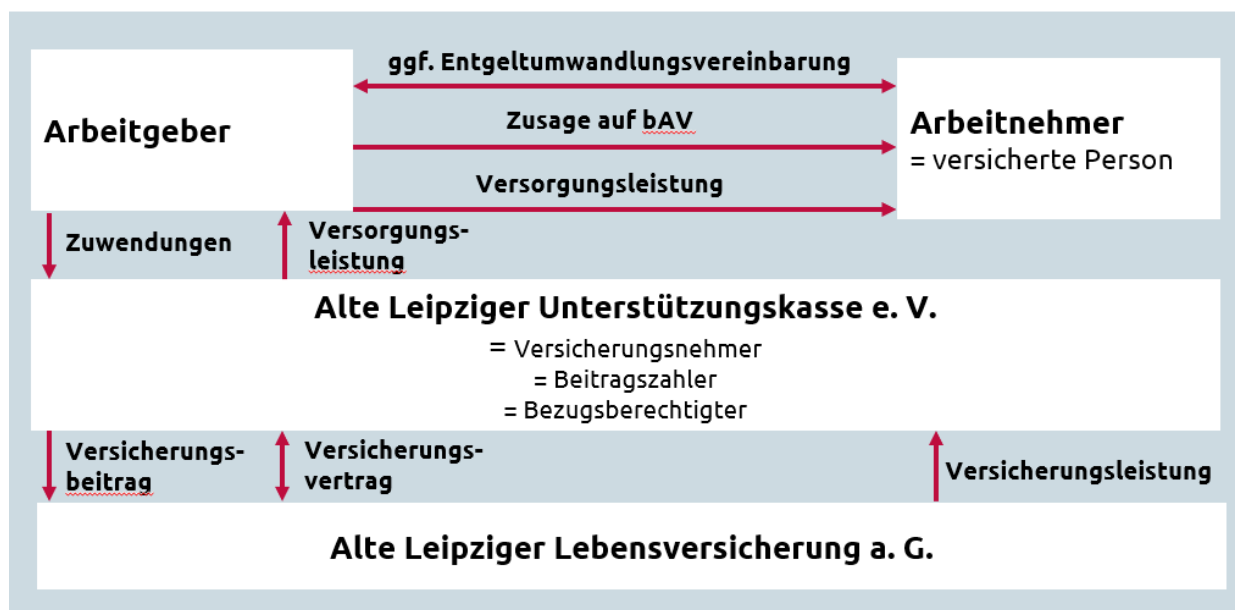 ggf. Entgeltumwandlungsvereinbarung
Arbeitgeber
Zusage auf bAV
Arbeitnehmer
= versicherte Person
Versorgungsleistung
Zuwendungen
Versorgungs-
leistung
Alte Leipziger Unterstützungskasse e. V.
= Versicherungsnehmer
= Beitragszahler
= Bezugsberechtigter
Versicherungs-
beitrag
Versicherungs-
vertrag
Versicherungsleistung
Alte Leipziger Lebensversicherung a. G.